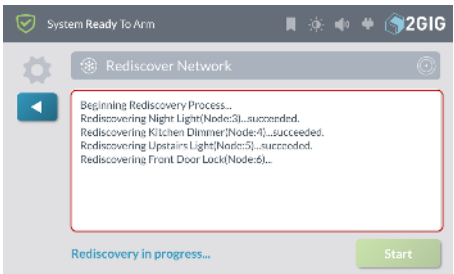 System Ready To Arm
2GIG
Rediscover Network
Beginning Rediscovery Process...
Rediscovering Night Light(Node:3)...succeeded.
Rediscovering Kitchen Dimmer(Node:4)...succeeded.
Rediscovering Upstairs Light(Node:5)...succeeded.
Rediscovering Front Door Lock(Node:6)...
Rediscovery in progress...
Start